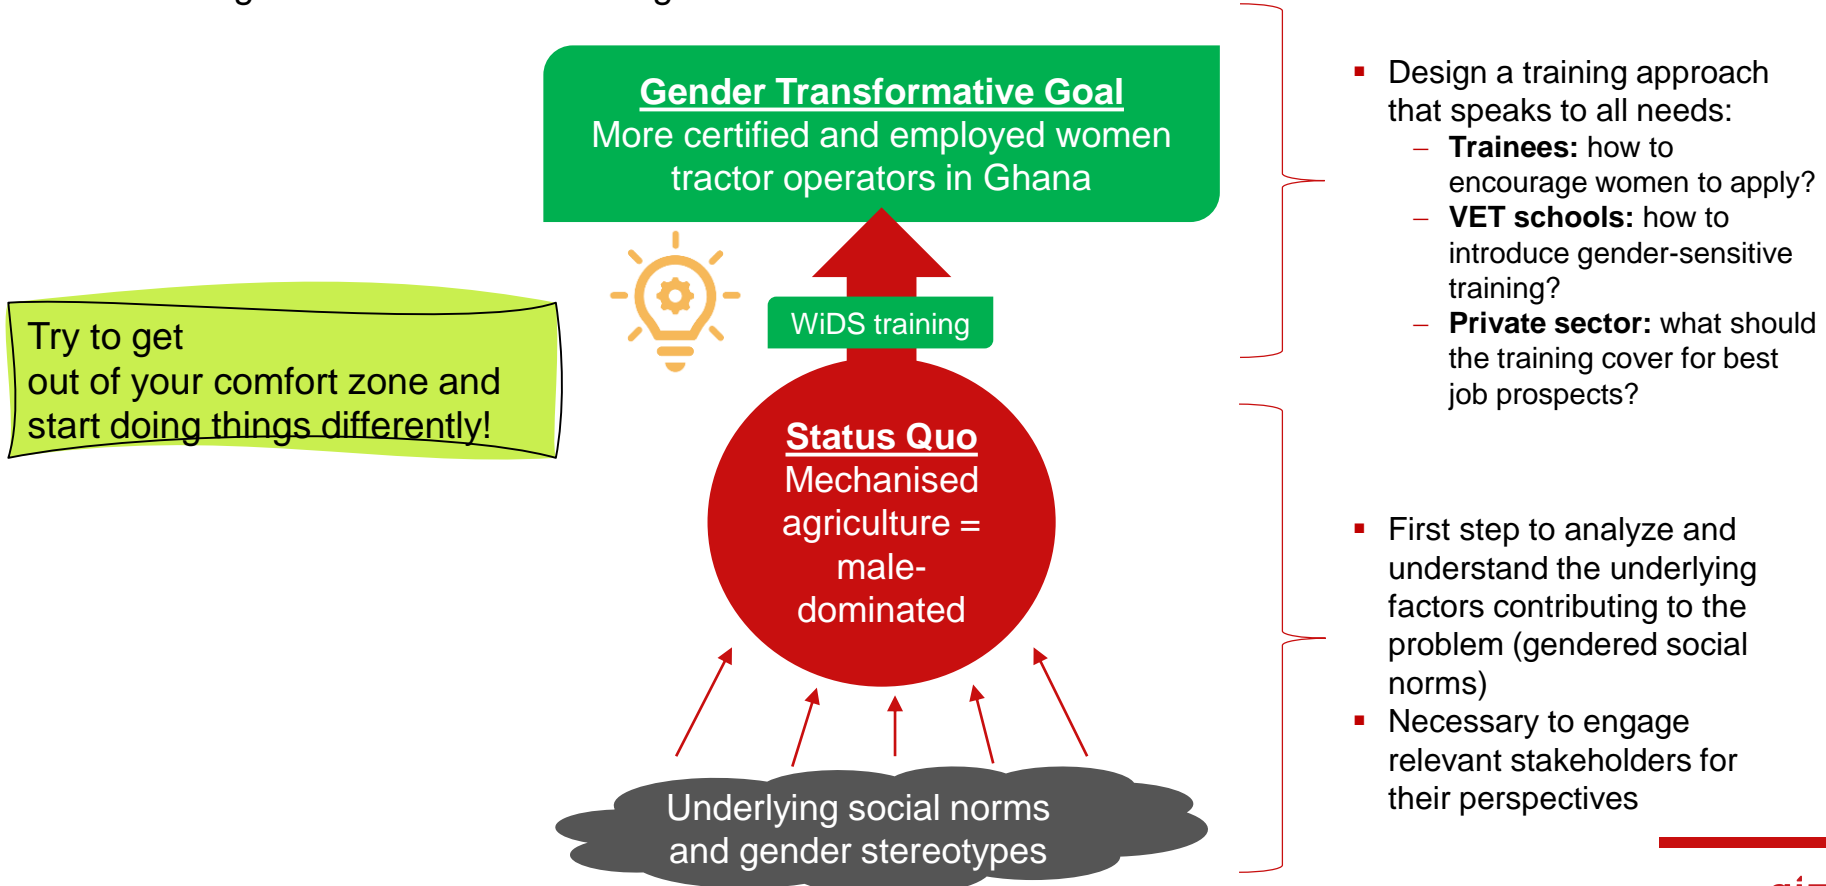 Gender Transformative Goal
More certified and employed women
tractor operators in Ghana
WiDS training
Try to get
out of your comfort zone and
start doing things differently!
Status Quo
Mechanised
agriculture =
male-
dominated
Underlying social norms
and gender stereotypes
▪ Design a training approach
that speaks to all needs:
– Trainees: how to
encourage women to apply?
– VET schools: how to
introduce gender-sensitive
training?
– Private sector: what should
the training cover for best
job prospects?
▪ First step to analyze and
understand the underlying
factors contributing to the
problem (gendered social
norms)
▪ Necessary to engage
relevant stakeholders for
their perspectives